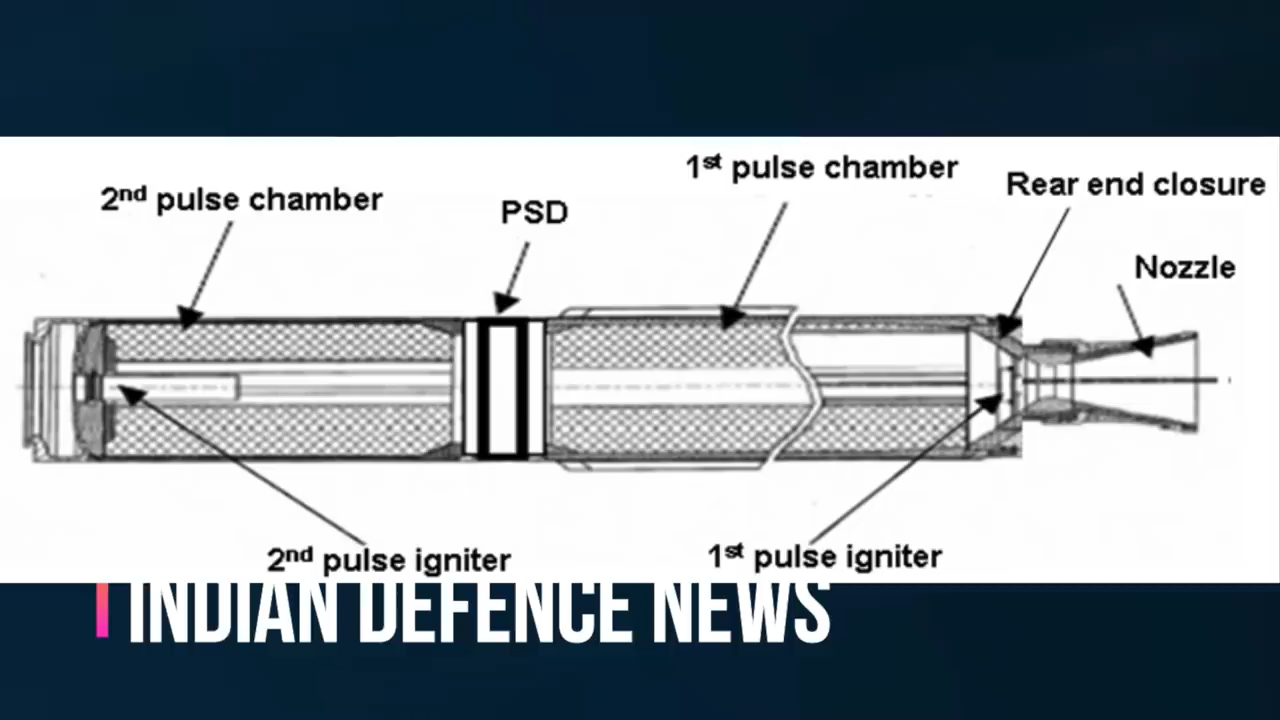 1st pulse chamber
Rear end closure
2nd pulse chamber
PSD
Nozzle
2nd pulse igniter
1st pulse igniter
INDIAN DEFENCE NEWS